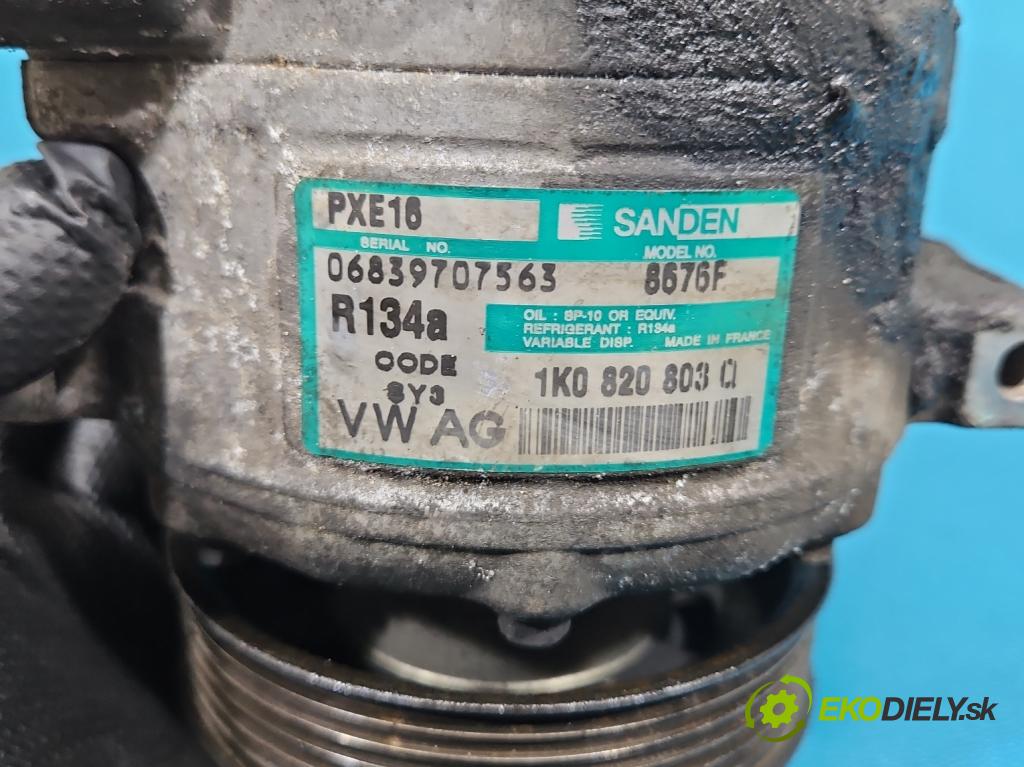 PXE16
SANDEN
SERIAL NO.
MODEL NO.
06839707563
8676F
R134a
OIL : SP-10 OR EQUIV.
REFRIGERANT : R134a
VARIABLE DISP. MADE IN FRANCE
CODE
8Y3
1K0 820 803 Q
VW AG
EKODIELY.sk